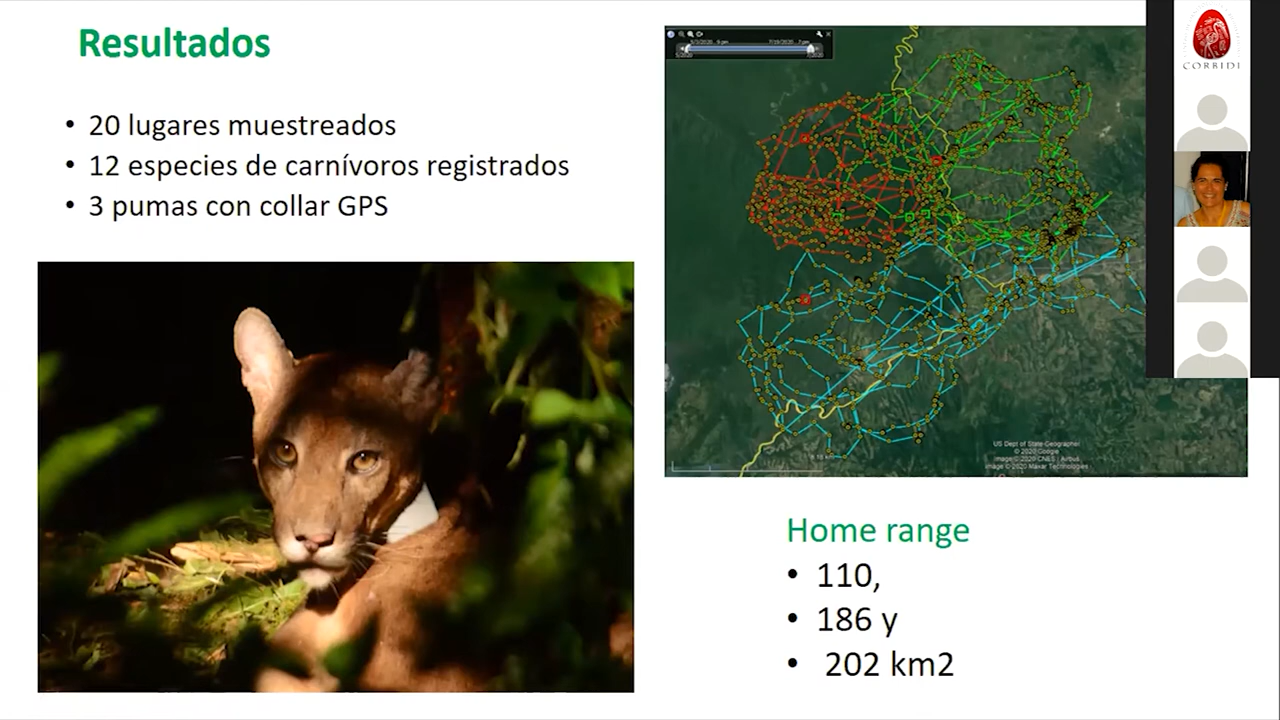 Resultados
• 20 lugares muestreados
• 12 especies de carnívoros registrados
• 3 pumas con collar GPS
CORBIDI
US Dept of State Geographer
© 2020 Google
Image © 2020 CNES / Airbus
Image © 2020 Maxar Technologies
Home range
• 110,
• 186 y
• 202 km2